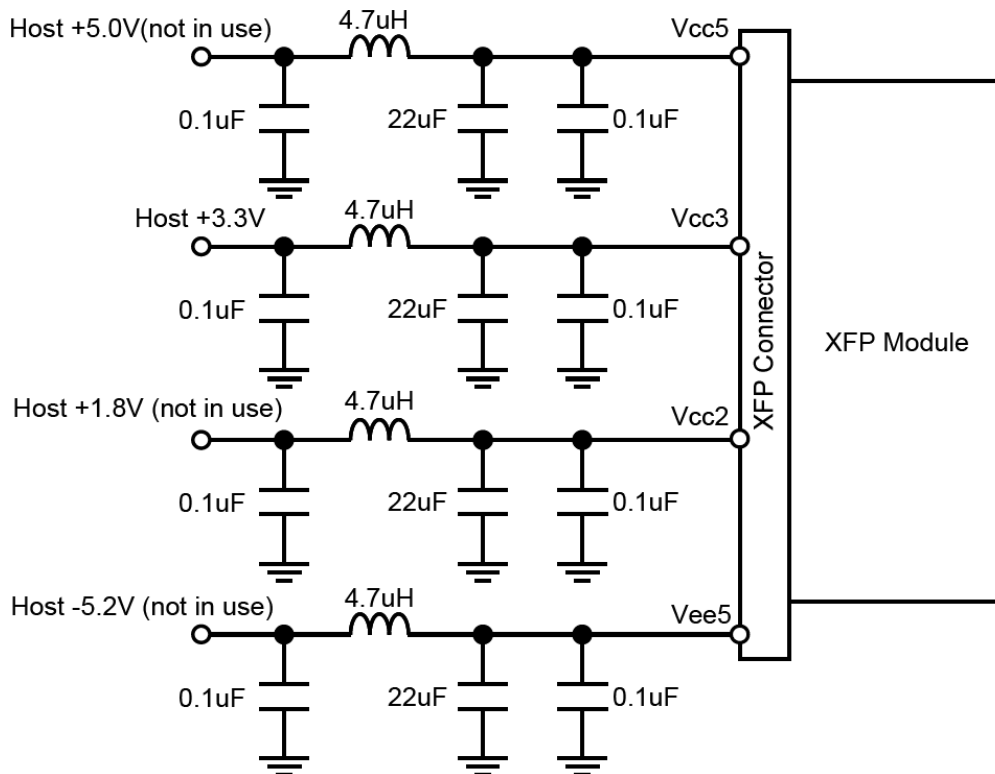 Host +5.0V(not in use)
4.7uH
Vcc5
0.1uF
22uF
0.1uF
Host +3.3V
4.7uH
Vcc3
0.1uF
22uF
0.1uF
XFP Connector
XFP Module
Host +1.8V (not in use)
4.7uH
Vcc2
0.1uF
22uF
0.1uF
Host -5.2V (not in use)
4.7uH
Vee5
0.1uF
22uF
0.1uF